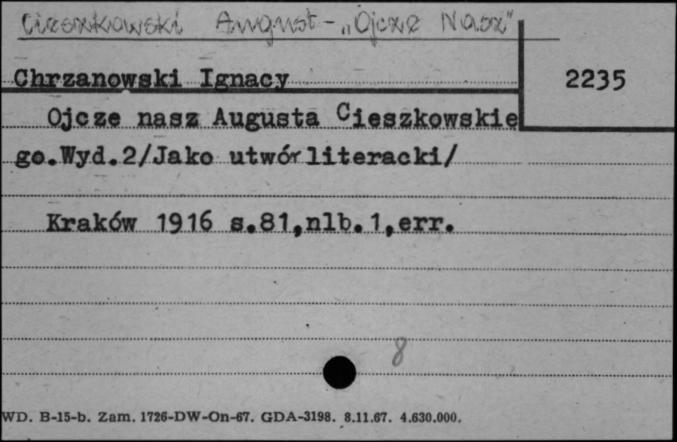 Cieszkowski August - „Ojcze Nasz"
Chrzanowski Ignacy
2235
Ojcze nasz Augusta Cieszkowskie
go.Wyd.2/Jako utwór literacki/
Kraków 1916 s.81,nlb.1,err.
8
WD. B-15-b. Zam. 1726-DW-On-67. GDA-3198. 8.11.67. 4.630.000.